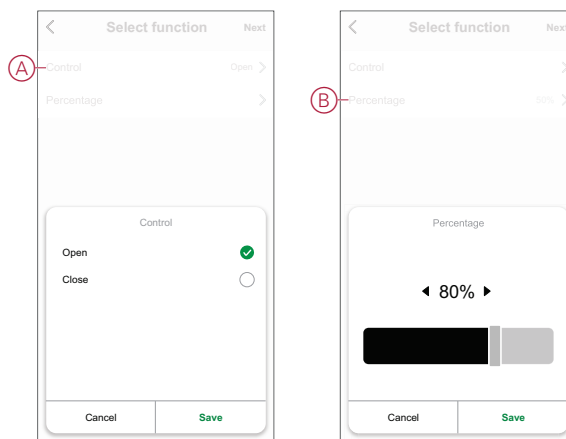 Select function Next
A Control Open
Percentage
Control
Open
Close
Cancel Save
Select function Next
Control
B Percentage 50%
Percentage
80%
Cancel Save